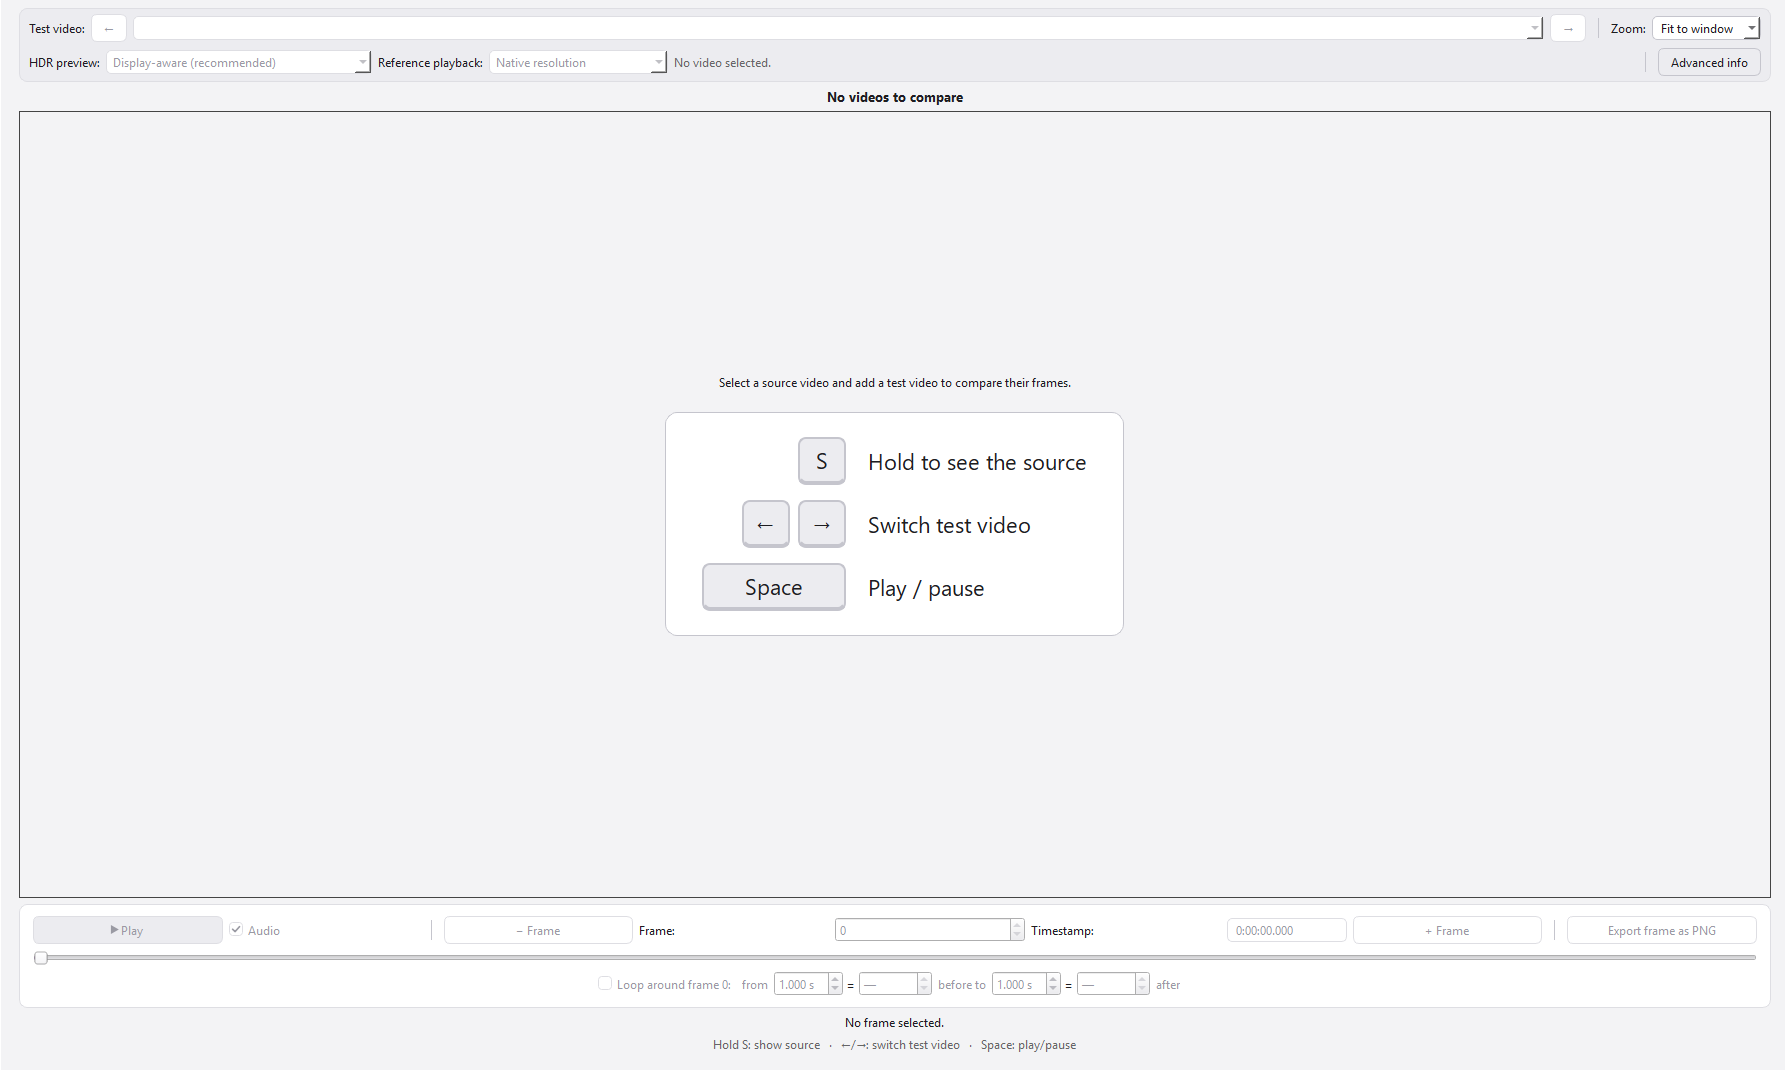 Test video: ← → Zoom: Fit to window
HDR preview: Display-aware (recommended) Reference playback: Native resolution No video selected. Advanced info
No videos to compare
Select a source video and add a test video to compare their frames.
S Hold to see the source
← → Switch test video
Space Play / pause
Play Audio − Frame Frame: 0 Timestamp: 0:00:00.000 + Frame Export frame as PNG
Loop around frame 0: from 1.000 s = — before to 1.000 s = — after
No frame selected.
Hold S: show source · ←/→: switch test video · Space: play/pause